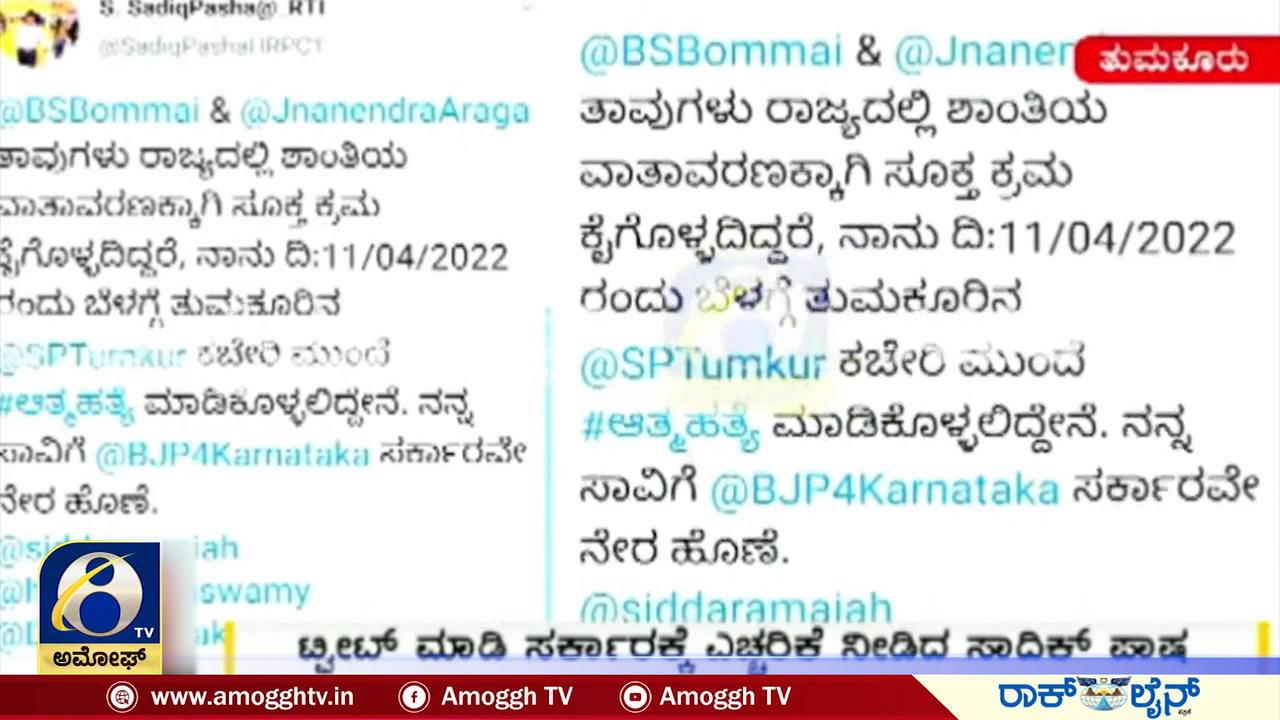 S. SadiqPasha@ RTI
@SadiqPashaIIRPC1
@BSBommai & @JnanendraAraga
ತಾವುಗಳು ರಾಜ್ಯದಲ್ಲಿ ಶಾಂತಿಯ
ವಾತಾವರಣಕ್ಕಾಗಿ ಸೂಕ್ತ ಕ್ರಮ
ಕೈಗೊಳ್ಳದಿದ್ದರೆ, ನಾನು ದಿ:11/04/2022
ರಂದು ಬೆಳಗ್ಗೆ ತುಮಕೂರಿನ
@SPTumkur ಕಚೇರಿ ಮುಂದೆ
#ಆತ್ಮಹತ್ಯೆ ಮಾಡಿಕೊಳ್ಳಲಿದ್ದೇನೆ. ನನ್ನ
ಸಾವಿಗೆ @BJP4Karnataka ಸರ್ಕಾರವೇ
ನೇರ ಹೊಣೆ.
@BSBommai & @Jnanen
ತಾವುಗಳು ರಾಜ್ಯದಲ್ಲಿ ಶಾಂತಿಯ
ವಾತಾವರಣಕ್ಕಾಗಿ ಸೂಕ್ತ ಕ್ರಮ
ಕೈಗೊಳ್ಳದಿದ್ದರೆ, ನಾನು ದಿ:11/04/2022
ರಂದು ಬೆಳಗ್ಗೆ ತುಮಕೂರಿನ
@SPTumkur ಕಚೇರಿ ಮುಂದೆ
#ಆತ್ಮಹತ್ಯೆ ಮಾಡಿಕೊಳ್ಳಲಿದ್ದೇನೆ. ನನ್ನ
ಸಾವಿಗೆ @BJP4Karnataka ಸರ್ಕಾರವೇ
ನೇರ ಹೊಣೆ.
@siddaramaiah
ತುಮಕೂರು
TV
ಅಮೋಘ್
ಟ್ವೀಟ್ ಮಾಡಿ ಸರ್ಕಾರಕ್ಕೆ ಎಚ್ಚರಿಕೆ ನೀಡಿದ ಸಾದಿಕ್ ಪಾಷ
www.amogghtv.in Amoggh TV Amoggh TV
ರಾಕ್ ಲೈನ್